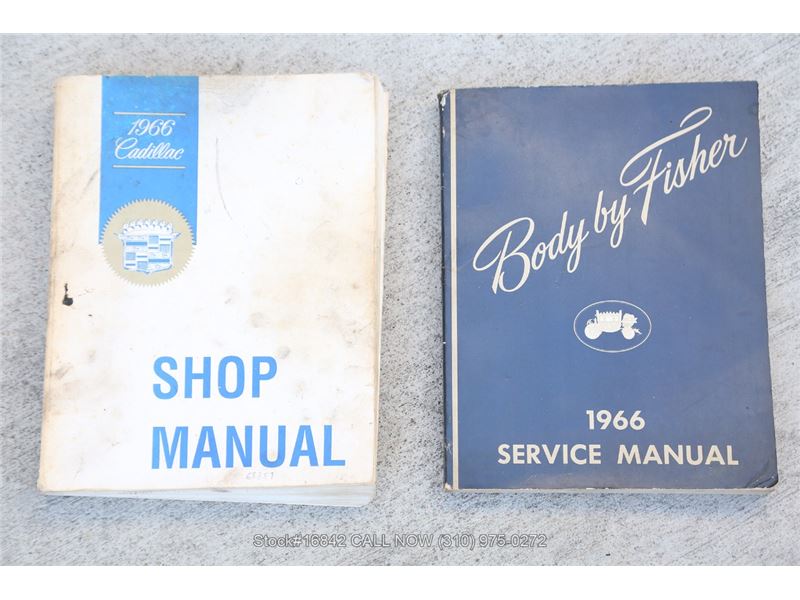 1966
Cadillac
SHOP
MANUAL
Body by Fisher
1966
SERVICE MANUAL
Stock#16842 CALL NOW (310) 975-0272